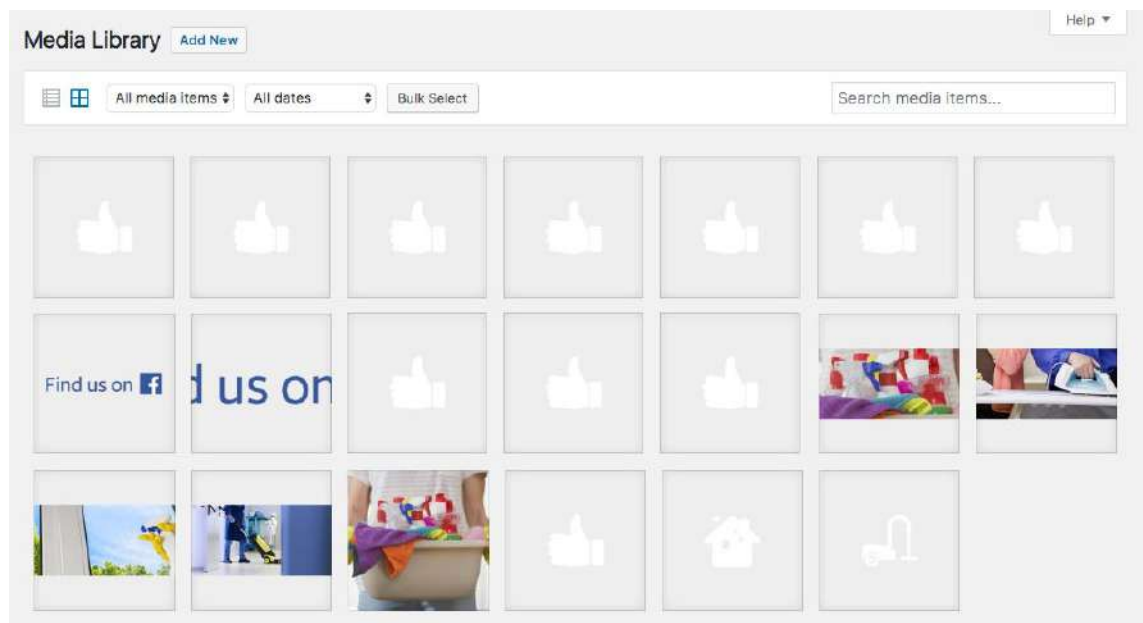 Help ▼
Media Library Add New
All media items All dates Bulk Select Search media items...
Find us on f d us on